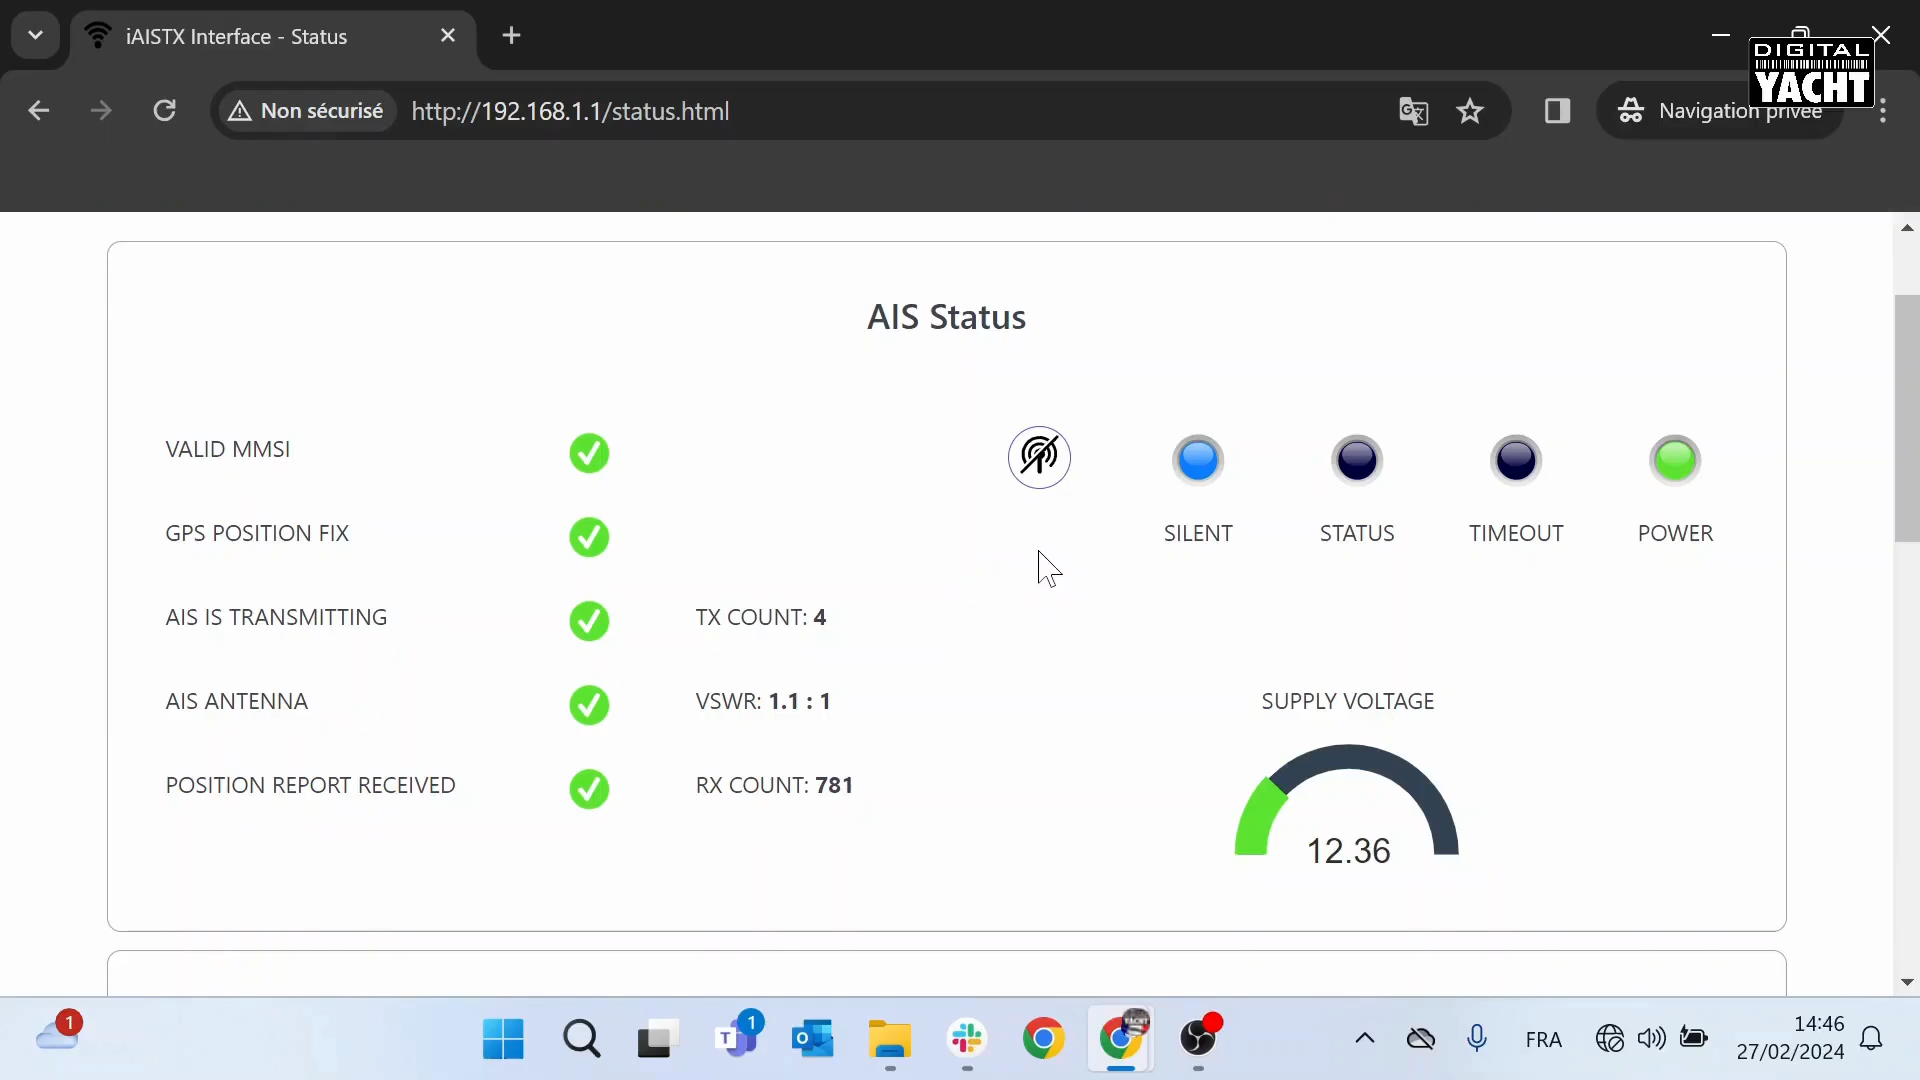 iAISTX Interface - Status
DIGITAL
YACHT
Non sécurisé
http://192.168.1.1/status.html
Navigation privée
AIS Status
VALID MMSI
GPS POSITION FIX
SILENT
STATUS
TIMEOUT
POWER
AIS IS TRANSMITTING
TX COUNT: 4
AIS ANTENNA
VSWR: 1.1 : 1
SUPPLY VOLTAGE
POSITION REPORT RECEIVED
RX COUNT: 781
12.36
1
1
FRA
14:46
27/02/2024